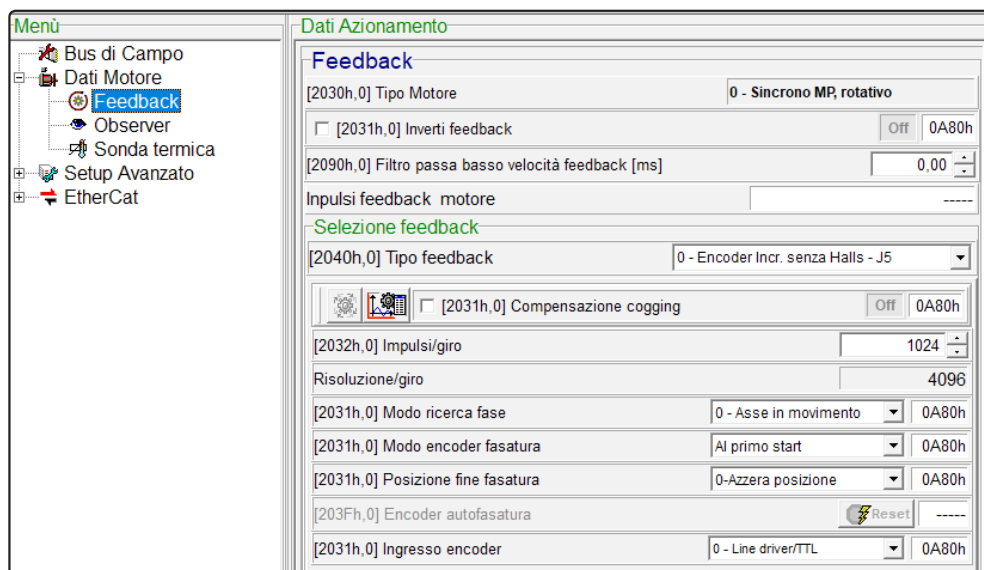 Menù
Bus di Campo
Dati Motore
Feedback
Observer
Sonda termica
Setup Avanzato
EtherCat
Dati Azionamento
Feedback
[2030h,0] Tipo Motore 0 - Sincrono MP, rotativo
[2031h,0] Inverti feedback Off 0A80h
[2090h,0] Filtro passa basso velocità feedback [ms] 0,00
Inpulsi feedback motore -----
Selezione feedback
[2040h,0] Tipo feedback 0 - Encoder Incr. senza Halls - J5
[2031h,0] Compensazione cogging Off 0A80h
[2032h,0] Impulsi/giro 1024
Risoluzione/giro 4096
[2031h,0] Modo ricerca fase 0 - Asse in movimento 0A80h
[2031h,0] Modo encoder fasatura Al primo start 0A80h
[2031h,0] Posizione fine fasatura 0-Azzera posizione 0A80h
[203Fh,0] Encoder autofasatura Reset -----
[2031h,0] Ingresso encoder 0 - Line driver/TTL 0A80h